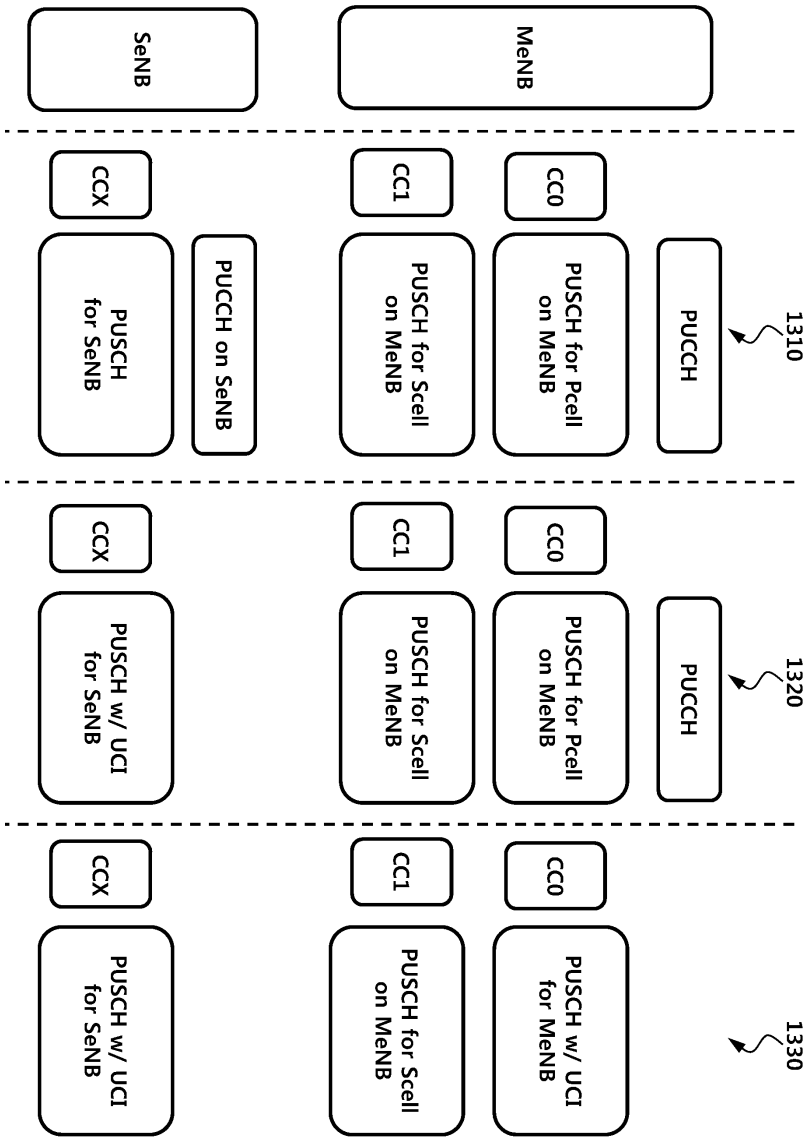 1310
1320
1330
MeNB
PUCCH
PUCCH
CC0
PUSCH for Pcell
on MeNB
CC0
PUSCH for Pcell
on MeNB
CC0
PUSCH w/ UCI
for MeNB
CC1
PUSCH for Scell
on MeNB
CC1
PUSCH for Scell
on MeNB
CC1
PUSCH for Scell
on MeNB
SeNB
PUCCH on SeNB
CCX
PUSCH
for SeNB
CCX
PUSCH w/ UCI
for SeNB
CCX
PUSCH w/ UCI
for SeNB